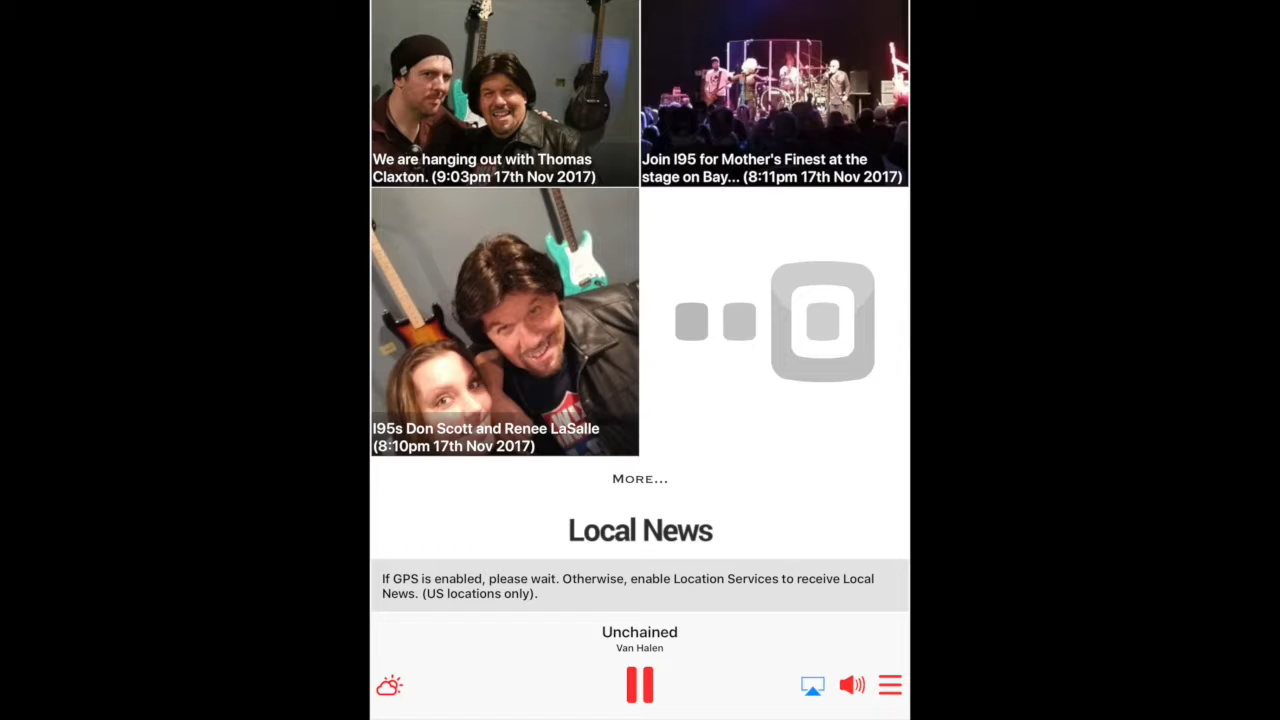 We are hanging out with Thomas
Claxton. (9:03pm 17th Nov 2017)
Join I95 for Mother's Finest at the
stage on Bay... (8:11pm 17th Nov 2017)
I95s Don Scott and Renee LaSalle
(8:10pm 17th Nov 2017)
More...
Local News
If GPS is enabled, please wait. Otherwise, enable Location Services to receive Local
News. (US locations only).
Unchained
Van Halen